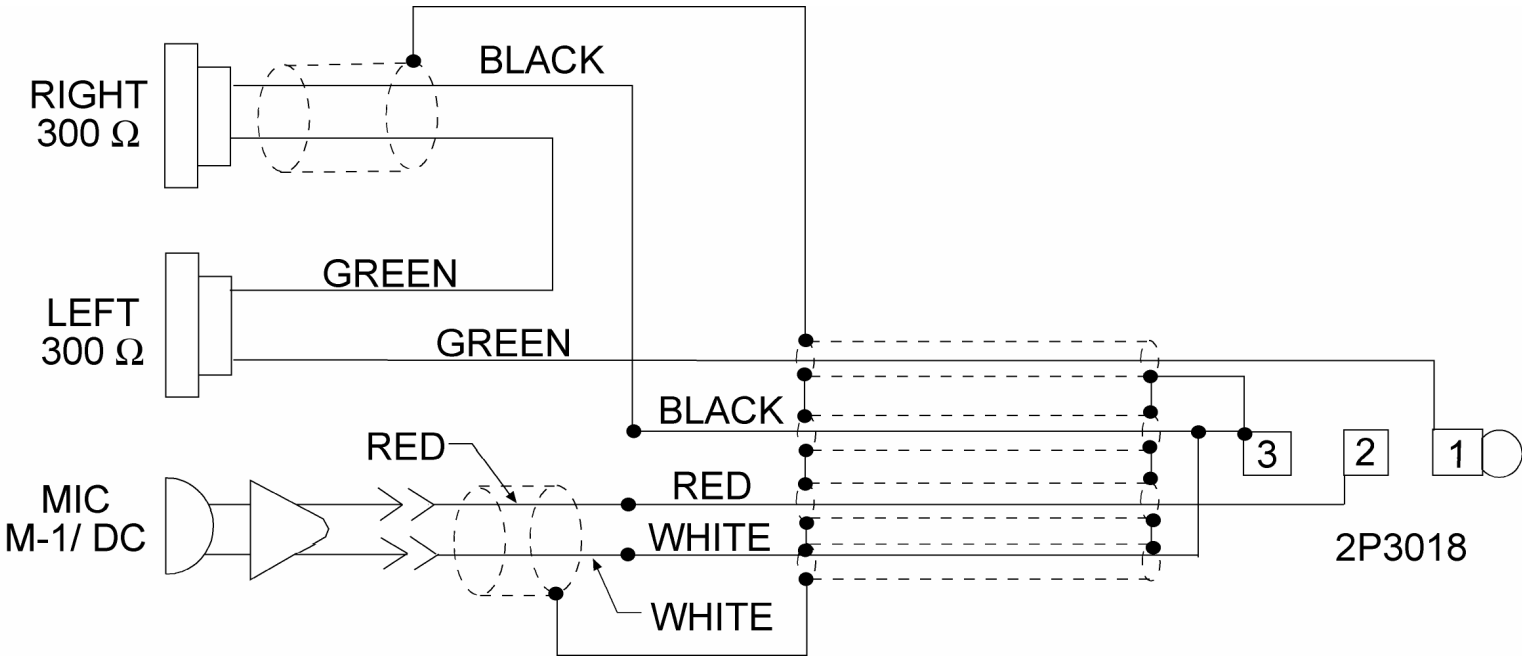 BLACK
RIGHT
300 Ω
GREEN
LEFT
300 Ω
GREEN
BLACK
RED
RED
3
2
1
MIC
M-1/ DC
WHITE
2P3018
WHITE